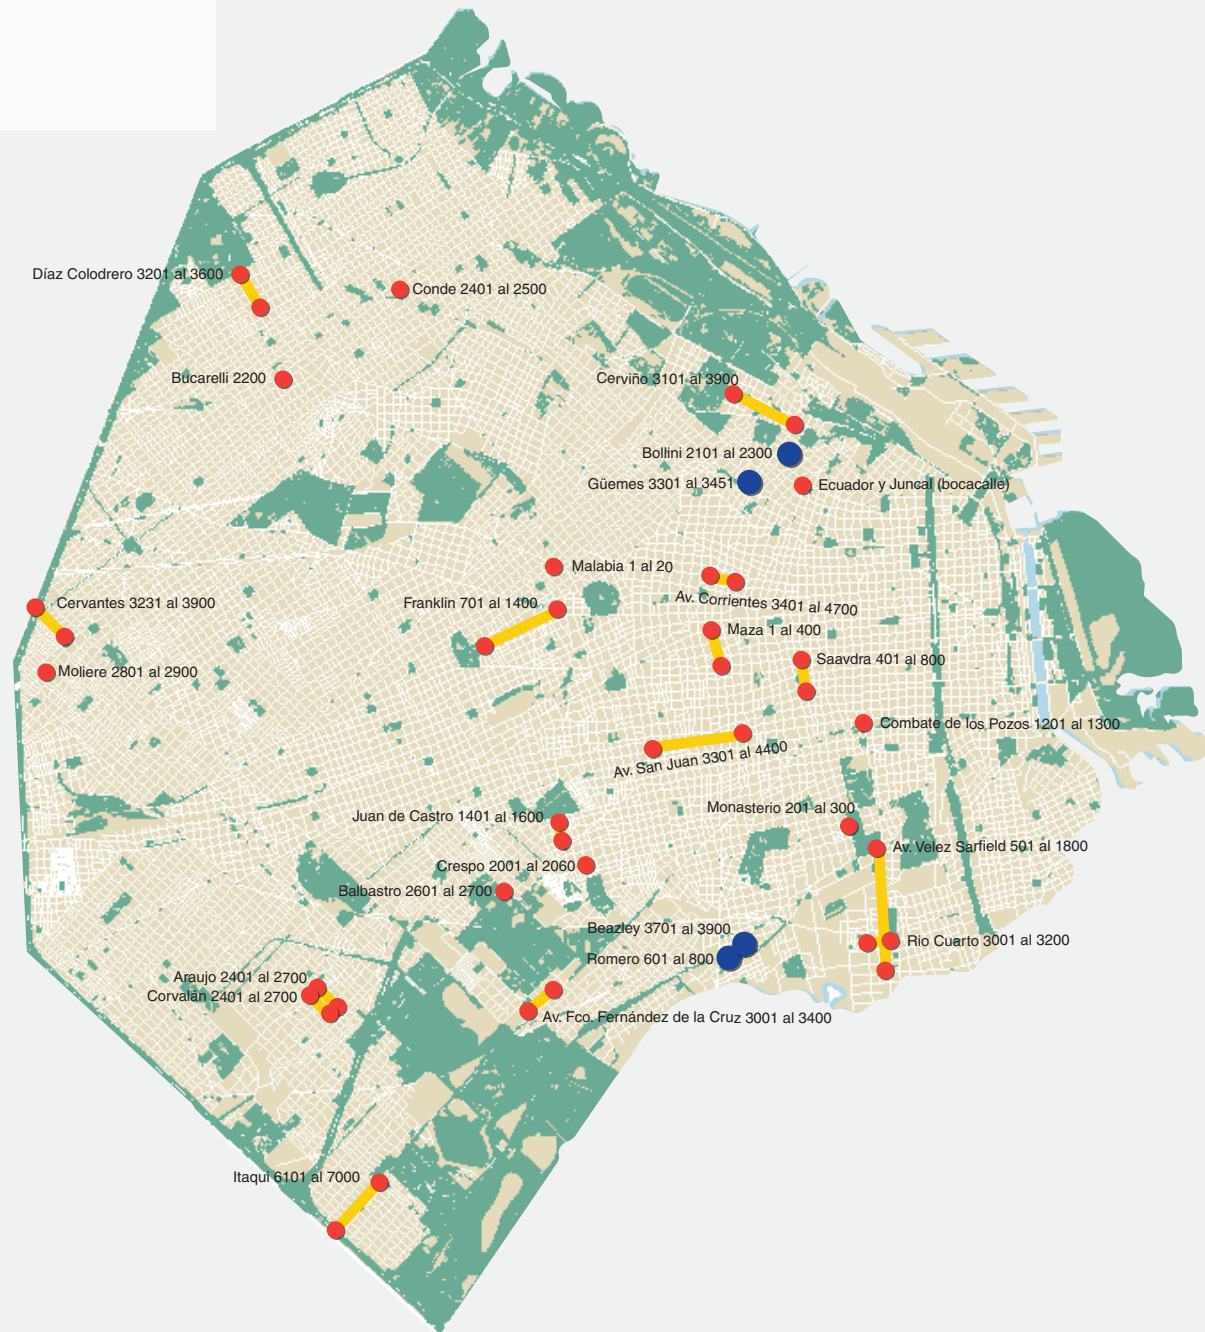 Díaz Colodrero 3201 al 3600
Conde 2401 al 2500
Bucarelli 2200
Cerviño 3101 al 3900
Bollini 2101 al 2300
Güemes 3301 al 3451
Ecuador y Juncal (bocacalle)
Malabia 1 al 20
Cervantes 3231 al 3900
Franklin 701 al 1400
Av. Corrientes 3401 al 4700
Maza 1 al 400
Moliere 2801 al 2900
Saavdra 401 al 800
Combate de los Pozos 1201 al 1300
Av. San Juan 3301 al 4400
Monasterio 201 al 300
Juan de Castro 1401 al 1600
Av. Velez Sarfield 501 al 1800
Crespo 2001 al 2060
Balbastro 2601 al 2700
Beazley 3701 al 3900
Rio Cuarto 3001 al 3200
Romero 601 al 800
Araujo 2401 al 2700
Corvalán 2401 al 2700
Av. Fco. Fernández de la Cruz 3001 al 3400
Itaqui 6101 al 7000